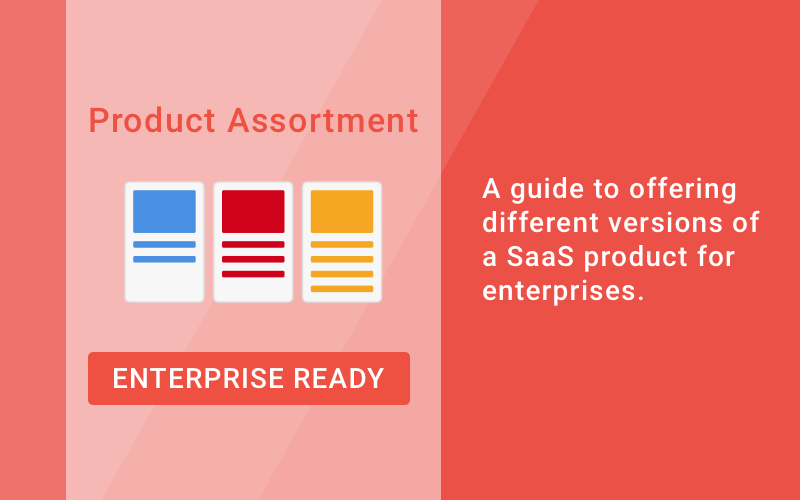 Product Assortment
ENTERPRISE READY
A guide to offering
different versions of
a SaaS product for
enterprises.